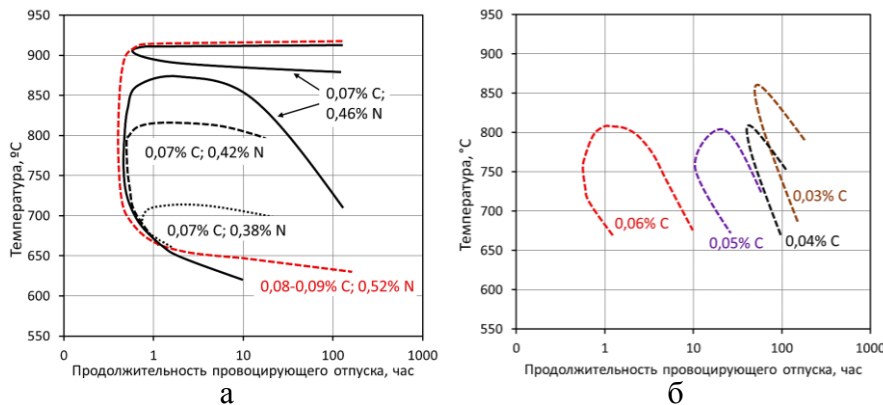 Температура, ºС
950
900
850
800
750
700
650
600
550
0
1
10
100
1000
0,07% С;
0,46% N
0,07% С; 0,42% N
0,07% С; 0,38% N
0,08-0,09% С; 0,52% N
Продолжительность провоцирующего отпуска, час
а
Температура, °С
950
900
850
800
750
700
650
600
550
0
1
10
100
1000
0,06% С
0,05% С
0,04% С
0,03% С
Продолжительность провоцирующего отпуска, час
б